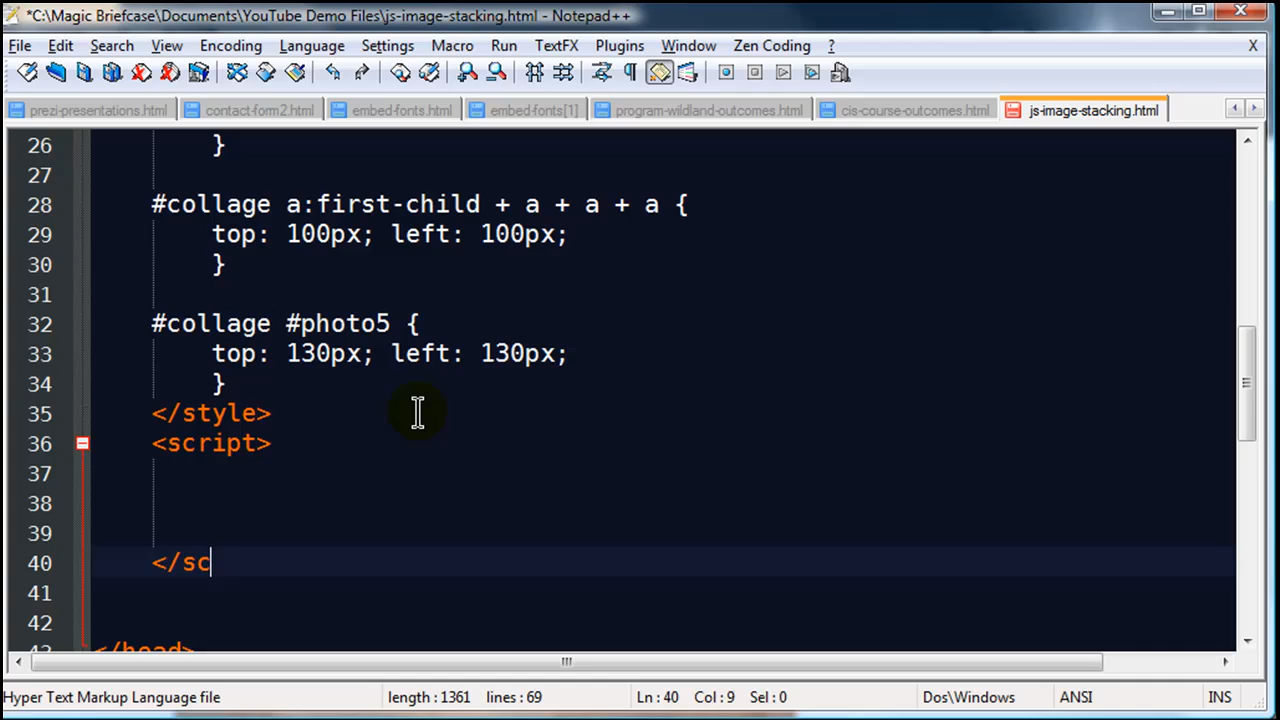 *C:\Magic Briefcase\Documents\YouTube Demo Files\js-image-stacking.html - Notepad++
File Edit Search View Encoding Language Settings Macro Run TextFX Plugins Window Zen Coding ? X
prezi-presentations.html contact-form2.html embed-fonts.html embed-fonts[1] program-wildland-outcomes.html cis-course-outcomes.html js-image-stacking.html
26 }
27
28 #collage a:first-child + a + a + a {
29 top: 100px; left: 100px;
30 }
31
32 #collage #photo5 {
33 top: 130px; left: 130px;
34 }
35 </style>
36 <script>
37
38
39
40 </sc
41
42
43 </head>
Hyper Text Markup Language file length : 1361 lines : 69 Ln : 40 Col : 9 Sel : 0 Dos\Windows ANSI INS